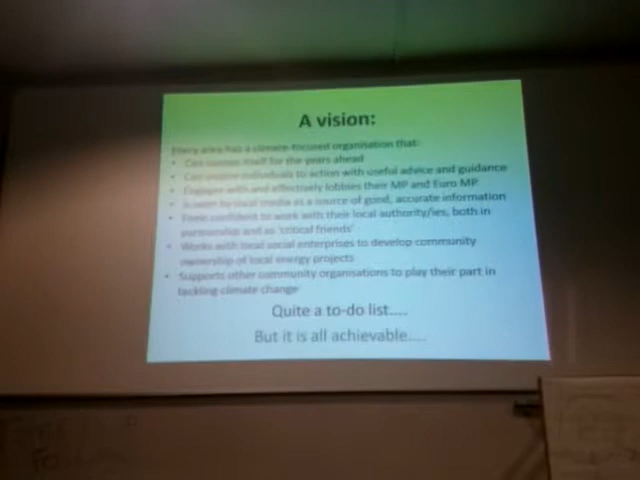 A vision:
Every area has a climate-focused organisation that:
• Can sustain itself for the years ahead
• Can inspire individuals to action with useful advice and guidance
• Engages with and effectively lobbies their MP and Euro MP
• Is seen by local media as a source of good, accurate information
• Feels confident to work with their local authority/ies, both in
partnership and as 'critical friends'
• Works with local social enterprises to develop community
ownership of local energy projects
• Supports other community organisations to play their part in
tackling climate change
Quite a to-do list....
But it is all achievable....